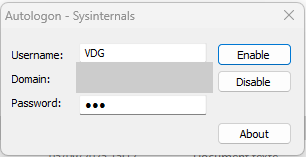 Autologon - Sysinternals
Username: VDG Enable
Domain: Disable
Password: ●●●
About